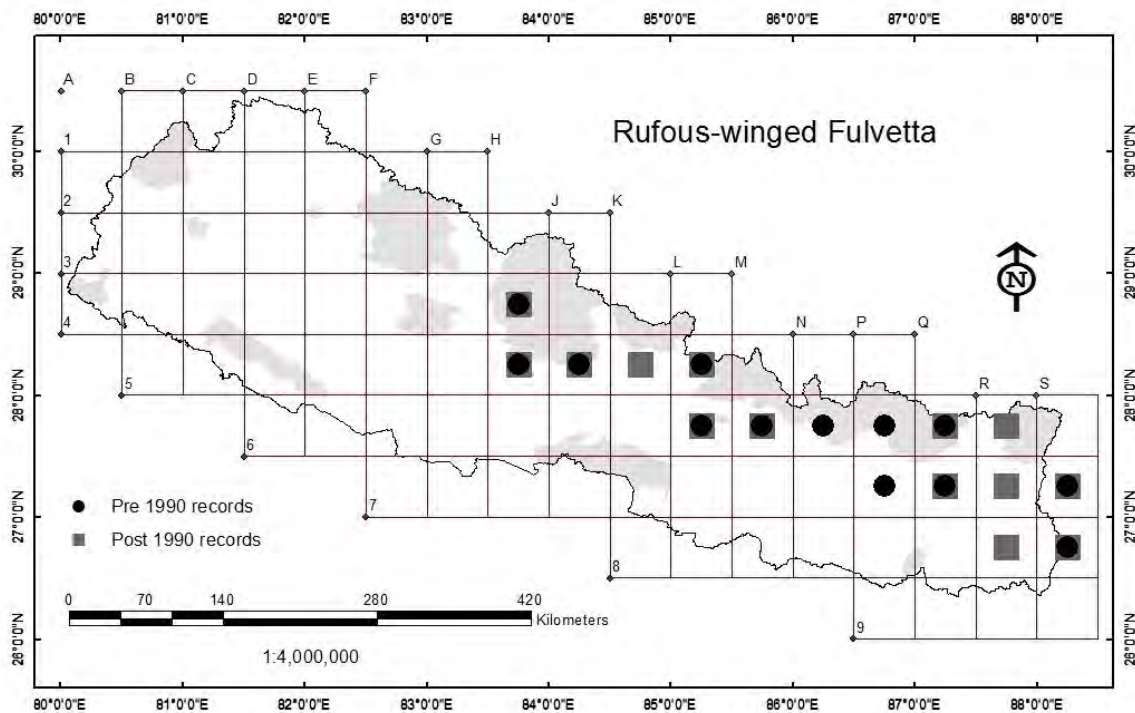 80°0'0"E 81°0'0"E 82°0'0"E 83°0'0"E 84°0'0"E 85°0'0"E 86°0'0"E 87°0'0"E 88°0'0"E
A B C D E F
Rufous-winged Fulvetta
30°0'0"N 1 G H 30°0'0"N
2 J K
29°0'0"N 3 L M 29°0'0"N
N
4 N P Q
28°0'0"N 5 R S 28°0'0"N
6
Pre 1990 records
27°0'0"N 7 27°0'0"N
Post 1990 records
8
0 70 140 280 420
Kilometers
26°0'0"N 9 26°0'0"N
1:4,000,000
80°0'0"E 81°0'0"E 82°0'0"E 83°0'0"E 84°0'0"E 85°0'0"E 86°0'0"E 87°0'0"E 88°0'0"E